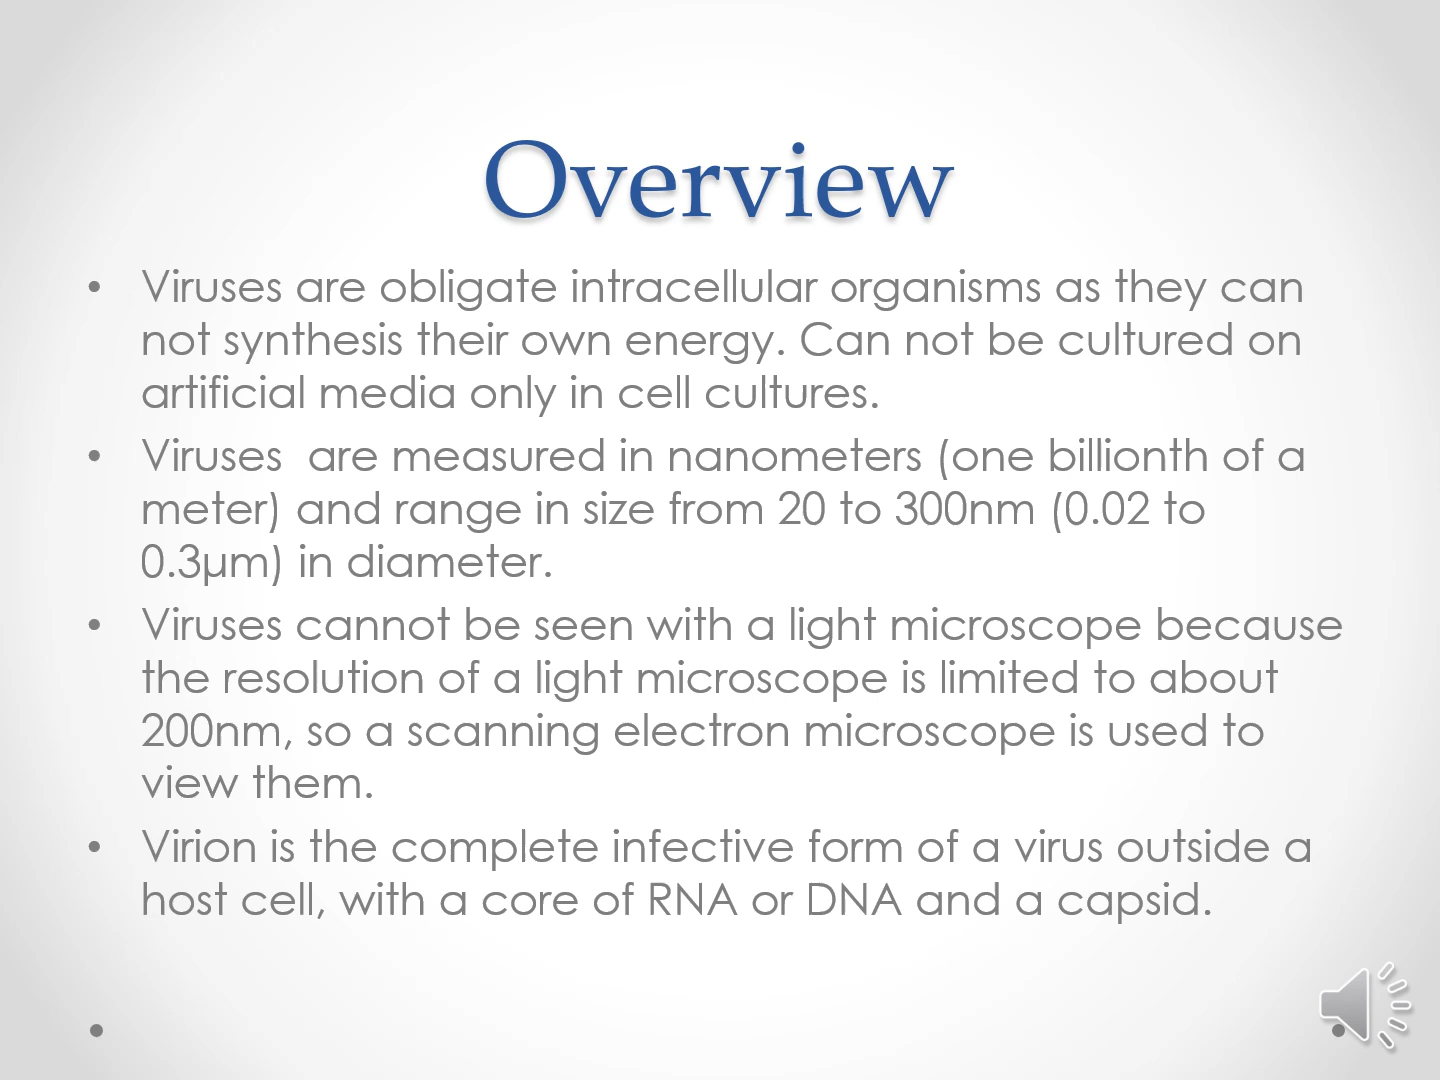 Overview
• Viruses are obligate intracellular organisms as they can
not synthesis their own energy. Can not be cultured on
artificial media only in cell cultures.
• Viruses  are measured in nanometers (one billionth of a
meter) and range in size from 20 to 300nm (0.02 to
0.3µm) in diameter.
• Viruses cannot be seen with a light microscope because
the resolution of a light microscope is limited to about
200nm, so a scanning electron microscope is used to
view them.
• Virion is the complete infective form of a virus outside a
host cell, with a core of RNA or DNA and a capsid.